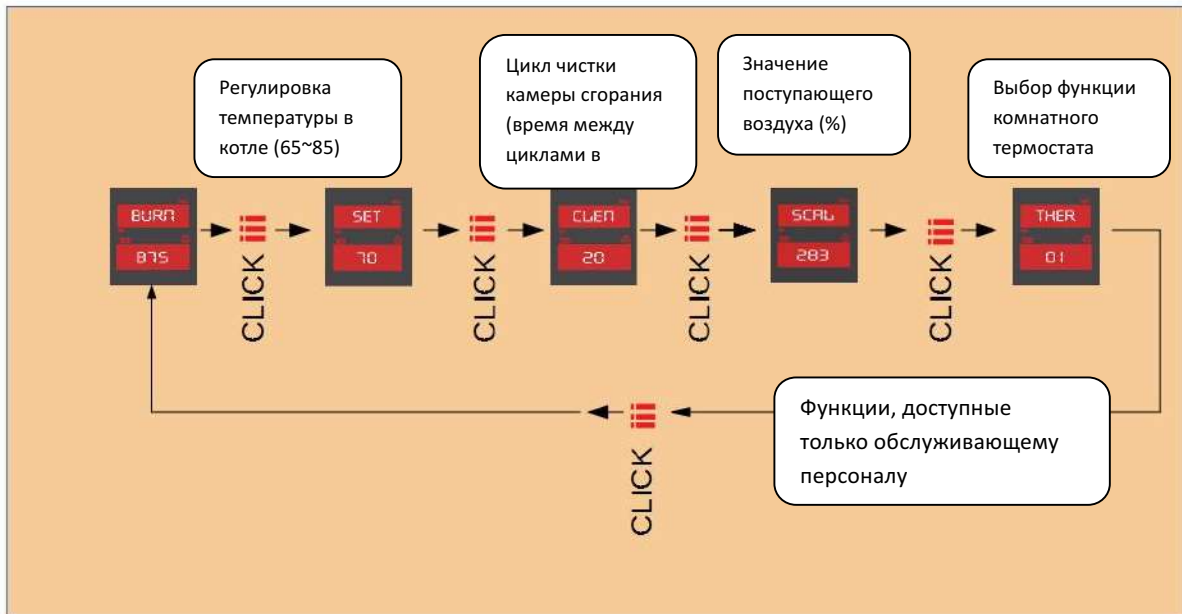 Регулировка
температуры в
котле (65~85)
Цикл чистки
камеры сгорания
(время между
циклами в
Значение
поступающего
воздуха (%)
Выбор функции
комнатного
термостата
BURN
875
CLICK
SET
70
CLICK
CLEN
20
CLICK
SCAL
283
CLICK
THER
01
CLICK
Функции, доступные
только обслуживающему
персоналу